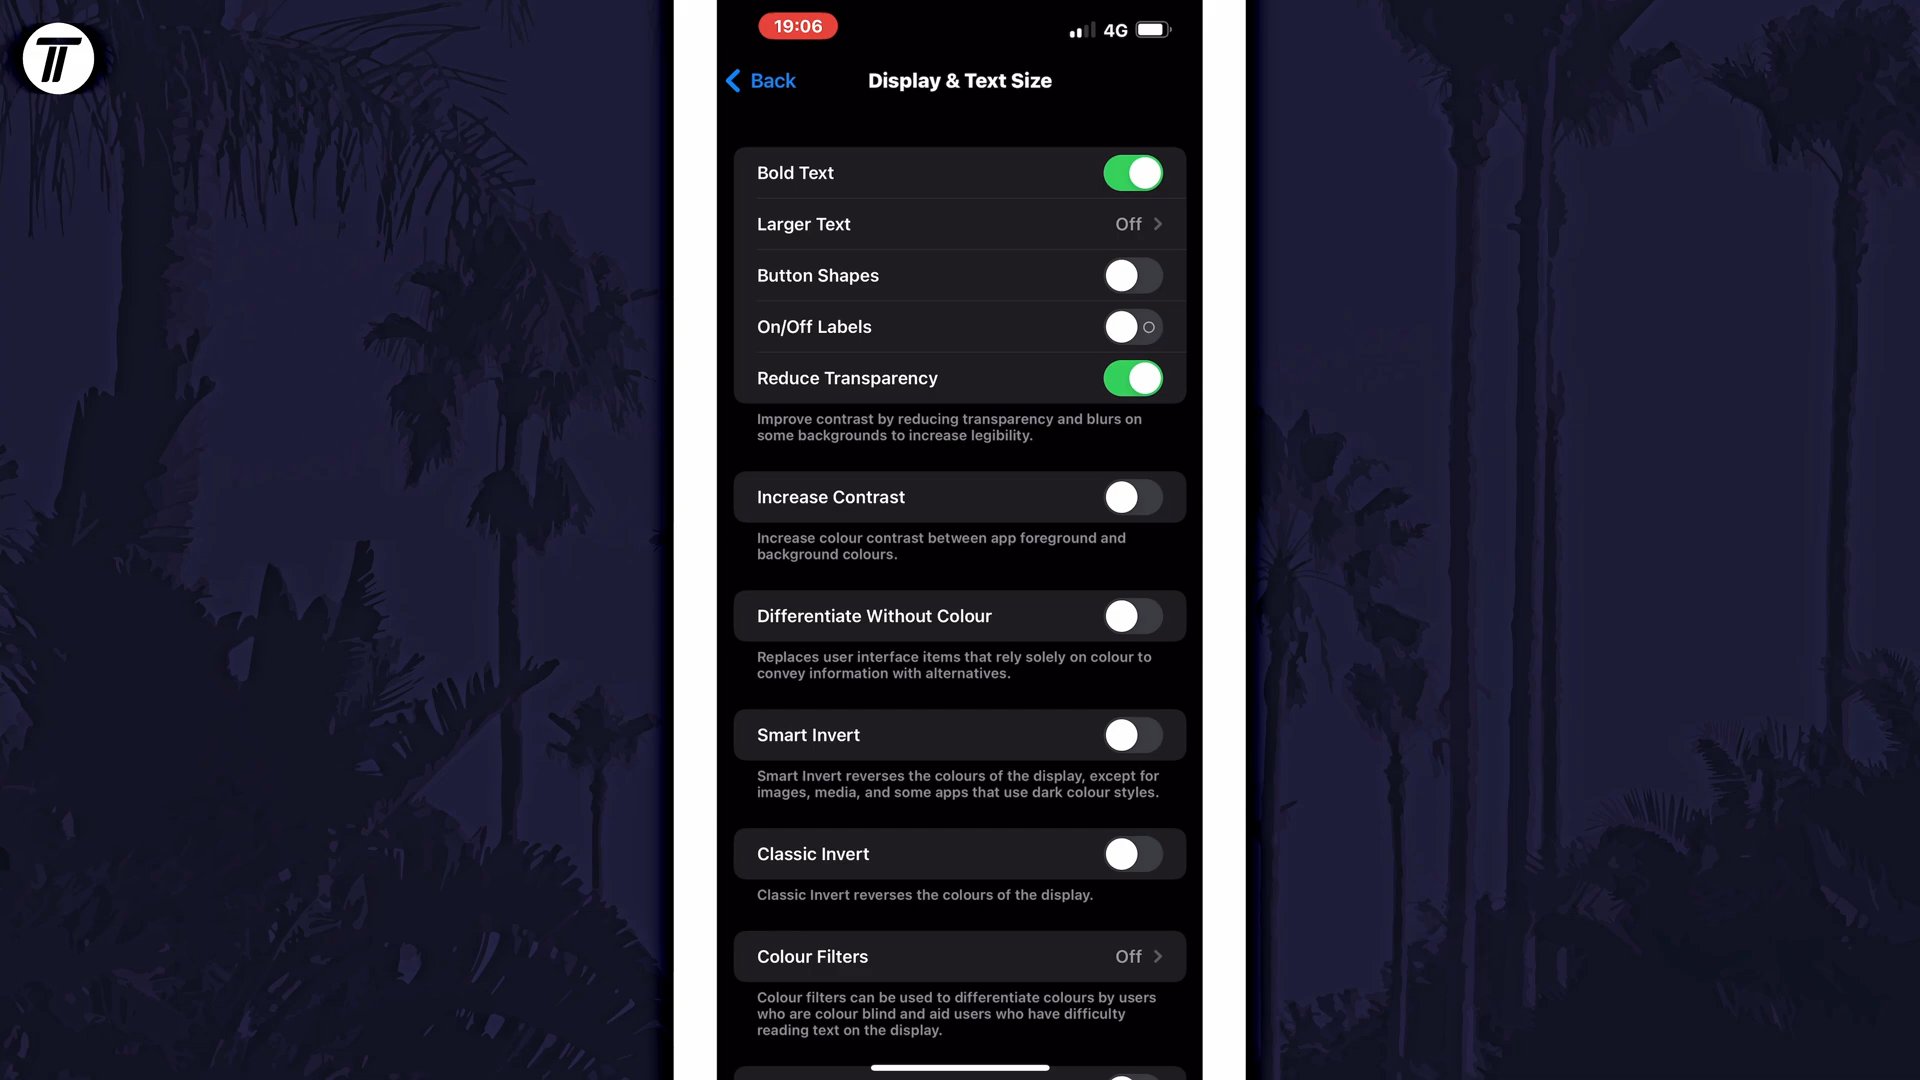 19:06
4G
Back
Display & Text Size
Bold Text
Larger Text Off
Button Shapes
On/Off Labels
Reduce Transparency
Improve contrast by reducing transparency and blurs on
some backgrounds to increase legibility.
Increase Contrast
Increase colour contrast between app foreground and
background colours.
Differentiate Without Colour
Replaces user interface items that rely solely on colour to
convey information with alternatives.
Smart Invert
Smart Invert reverses the colours of the display, except for
images, media, and some apps that use dark colour styles.
Classic Invert
Classic Invert reverses the colours of the display.
Colour Filters Off
Colour filters can be used to differentiate colours by users
who are colour blind and aid users who have difficulty
reading text on the display.